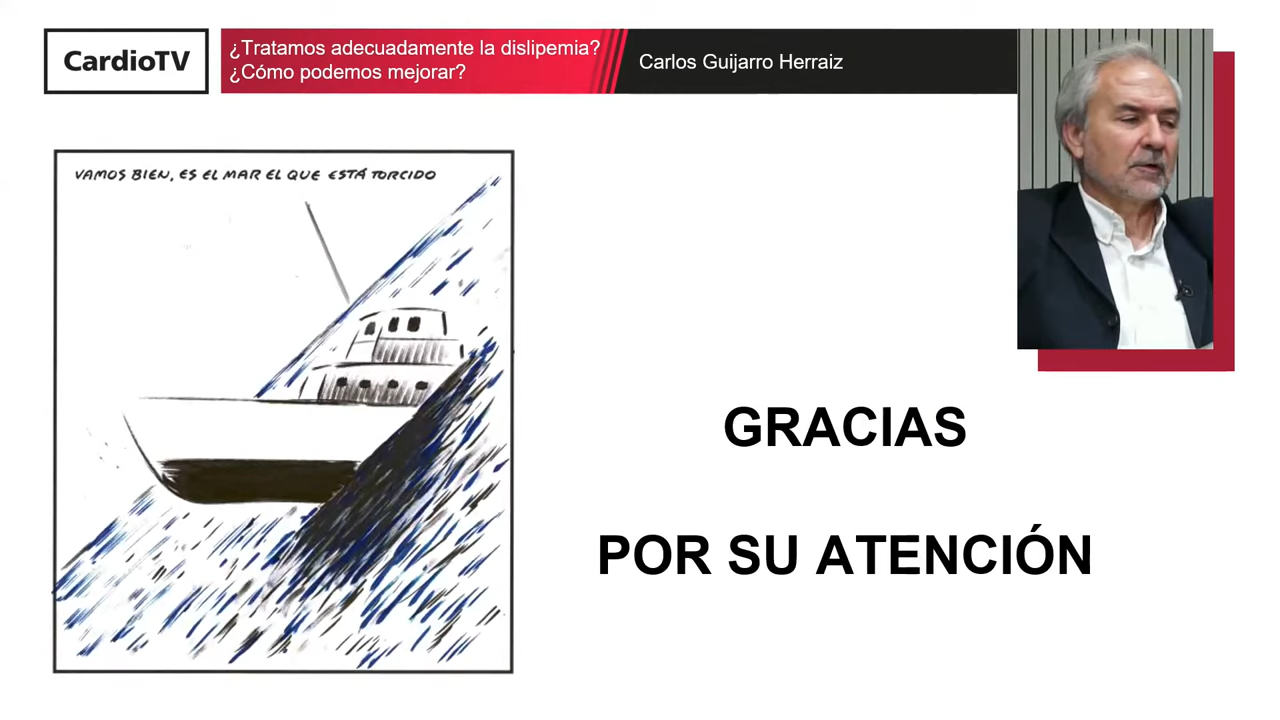 CardioTV
¿Tratamos adecuadamente la dislipemia?
¿Cómo podemos mejorar?
Carlos Guijarro Herraiz
VAMOS BIEN, ES EL MAR EL QUE ESTÁ TORCIDO
GRACIAS
POR SU ATENCIÓN